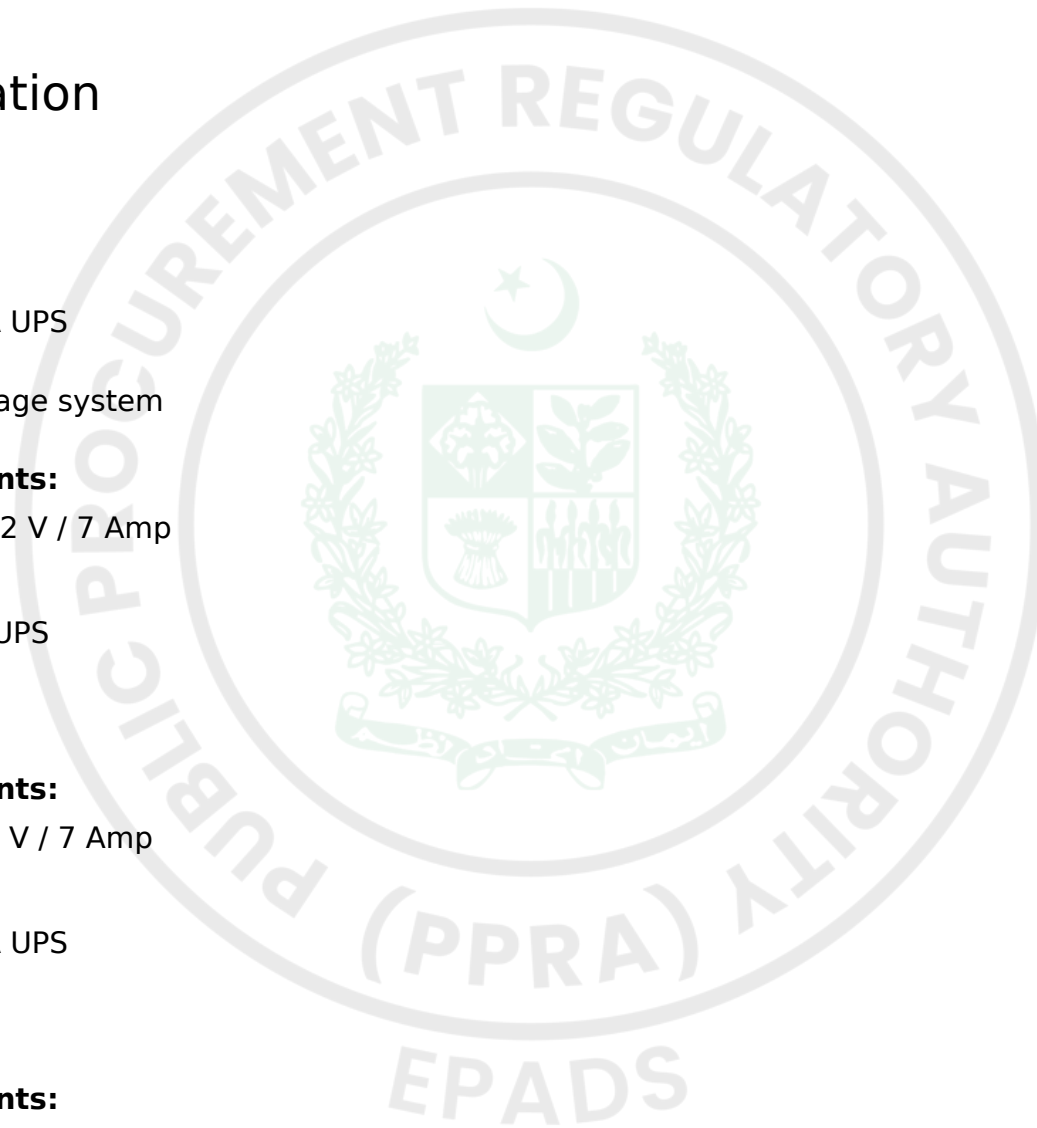 ation
UPS
age system
nts:
2 V / 7 Amp
UPS
nts:
V / 7 Amp
UPS
nts:
PUBLIC PROCUREMENT REGULATORY AUTHORITY
(PPRA)
EPADS